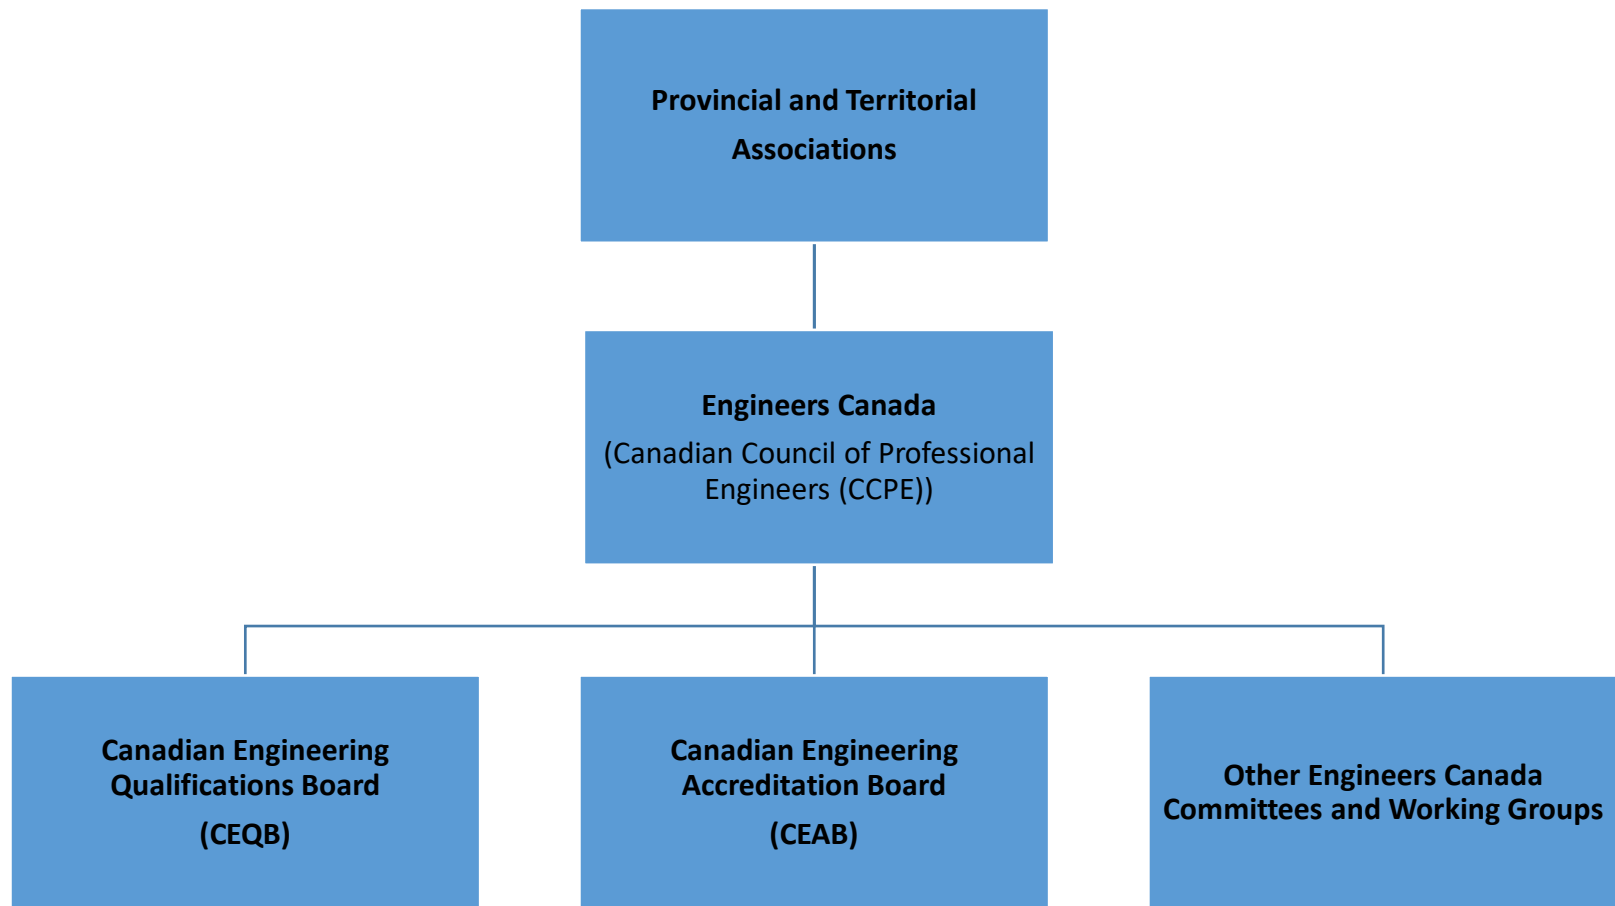 Provincial and Territorial
Associations
Engineers Canada
(Canadian Council of Professional
Engineers (CCPE))
Canadian Engineering
Qualifications Board
(CEQB)
Canadian Engineering
Accreditation Board
(CEAB)
Other Engineers Canada
Committees and Working Groups